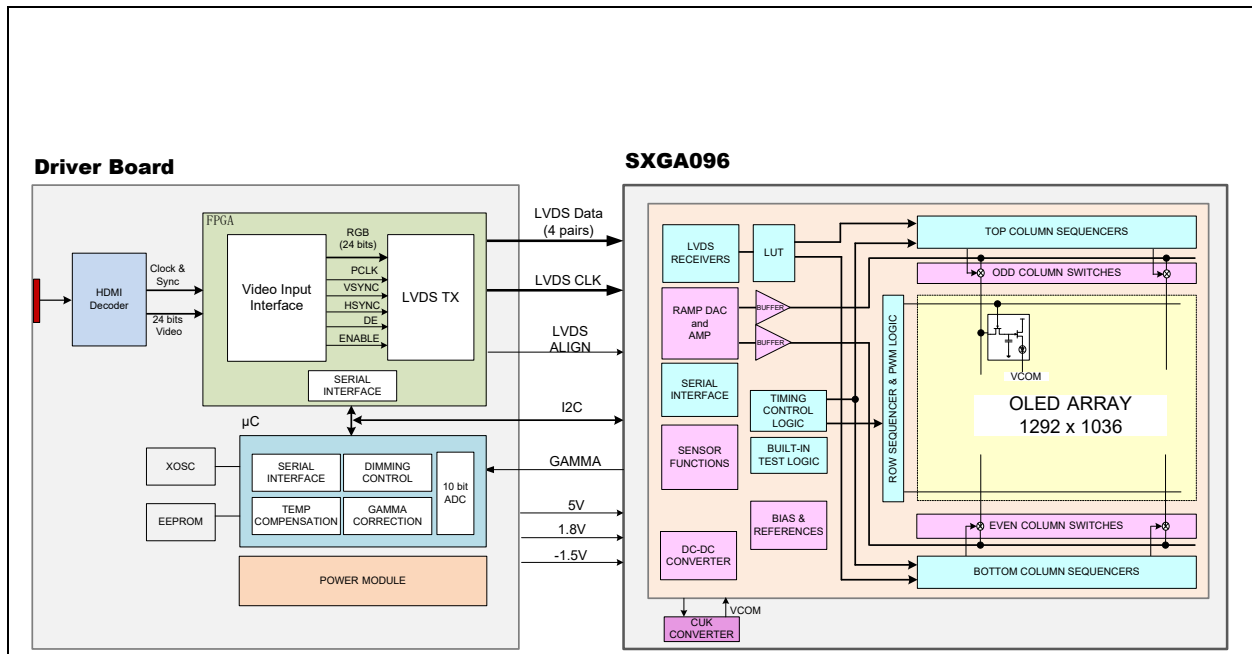 Driver Board
SXGA096
FPGA
HDMI
Decoder
Clock &
Sync
24 bits
Video
Video Input
Interface
RGB
(24 bits)
PCLK
VSYNC
HSYNC
DE
ENABLE
LVDS TX
SERIAL
INTERFACE
µC
XOSC
EEPROM
SERIAL
INTERFACE
DIMMING
CONTROL
TEMP
COMPENSATION
GAMMA
CORRECTION
10 bit
ADC
POWER MODULE
LVDS Data
(4 pairs)
LVDS CLK
LVDS
ALIGN
I2C
GAMMA
5V
1.8V
-1.5V
LVDS
RECEIVERS
LUT
RAMP DAC
and
AMP
BUFFER
BUFFER
SERIAL
INTERFACE
TIMING
CONTROL
LOGIC
SENSOR
FUNCTIONS
BUILT-IN
TEST LOGIC
BIAS &
REFERENCES
DC-DC
CONVERTER
VCOM
CUK
CONVERTER
TOP COLUMN SEQUENCERS
ODD COLUMN SWITCHES
ROW SEQUENCER & PWM LOGIC
VCOM
OLED ARRAY
1292 x 1036
EVEN COLUMN SWITCHES
BOTTOM COLUMN SEQUENCERS